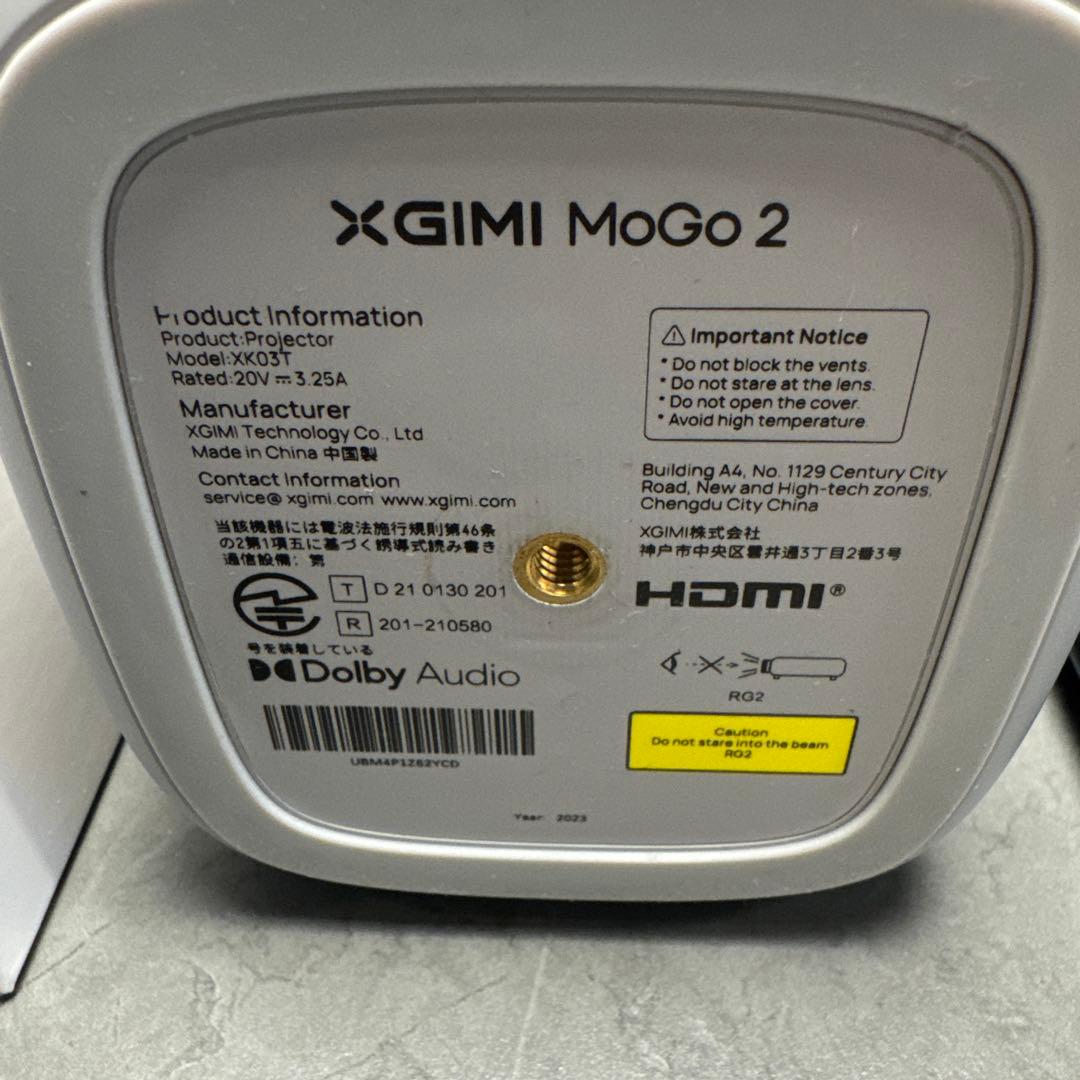 XGIMI MoGo 2
Product Information
Product:Projector
Model:XK03T
Rated:20V⎓3.25A
Manufacturer
XGIMI Technology Co., Ltd
Made in China 中国製
Contact Information
service@xgimi.com www.xgimi.com
当該機器には電波法施行規則第46条
の2第1項五に基づく誘導式読み書き
通信設備; 第
T D 21 0130 201
R 201-210580
号を装着している
Dolby Audio
UBM4P1Z62YCD
⚠ Important Notice
* Do not block the vents.
* Do not stare at the lens.
* Do not open the cover.
* Avoid high temperature.
Building A4, No. 1129 Century City
Road, New and High-tech zones,
Chengdu City China
XGIMI株式会社
神戸市中央区雲井通3丁目2番3号
HDMI®
RG2
Caution
Do not stare into the beam
RG2
Year: 2023